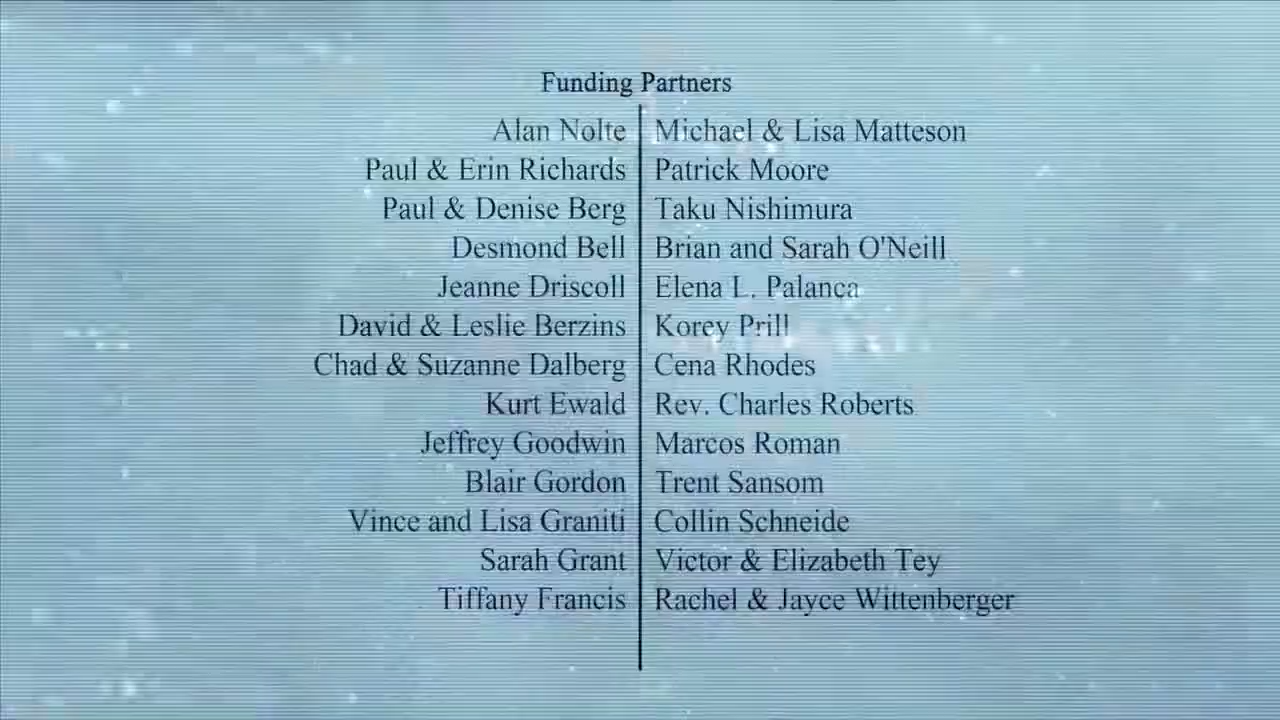 Funding Partners
Alan Nolte
Paul & Erin Richards
Paul & Denise Berg
Desmond Bell
Jeanne Driscoll
David & Leslie Berzins
Chad & Suzanne Dalberg
Kurt Ewald
Jeffrey Goodwin
Blair Gordon
Vince and Lisa Graniti
Sarah Grant
Tiffany Francis
Michael & Lisa Matteson
Patrick Moore
Taku Nishimura
Brian and Sarah O'Neill
Elena L. Palanca
Korey Prill
Cena Rhodes
Rev. Charles Roberts
Marcos Roman
Trent Sansom
Collin Schneide
Victor & Elizabeth Tey
Rachel & Jayce Wittenberger